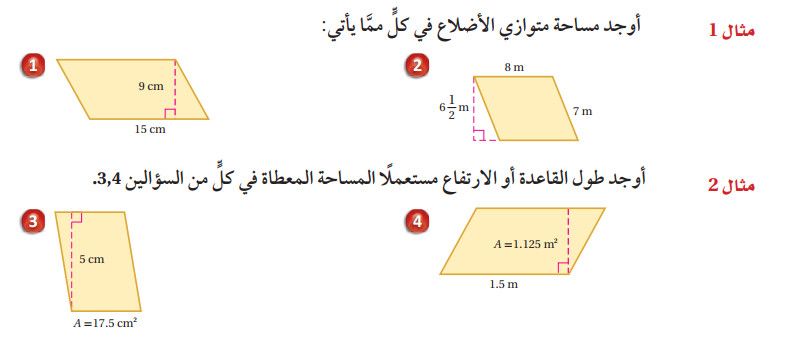 مثال 1
أوجد مساحة متوازي الأضلاع في كلٍّ ممَّا يأتي:
1
9 cm
15 cm
2
8 m
6 1/2 m
7 m
مثال 2
أوجد طول القاعدة أو الارتفاع مستعملًا المساحة المعطاة في كلٍّ من السؤالين 3,4.
3
5 cm
A = 17.5 cm²
4
A = 1.125 m²
1.5 m